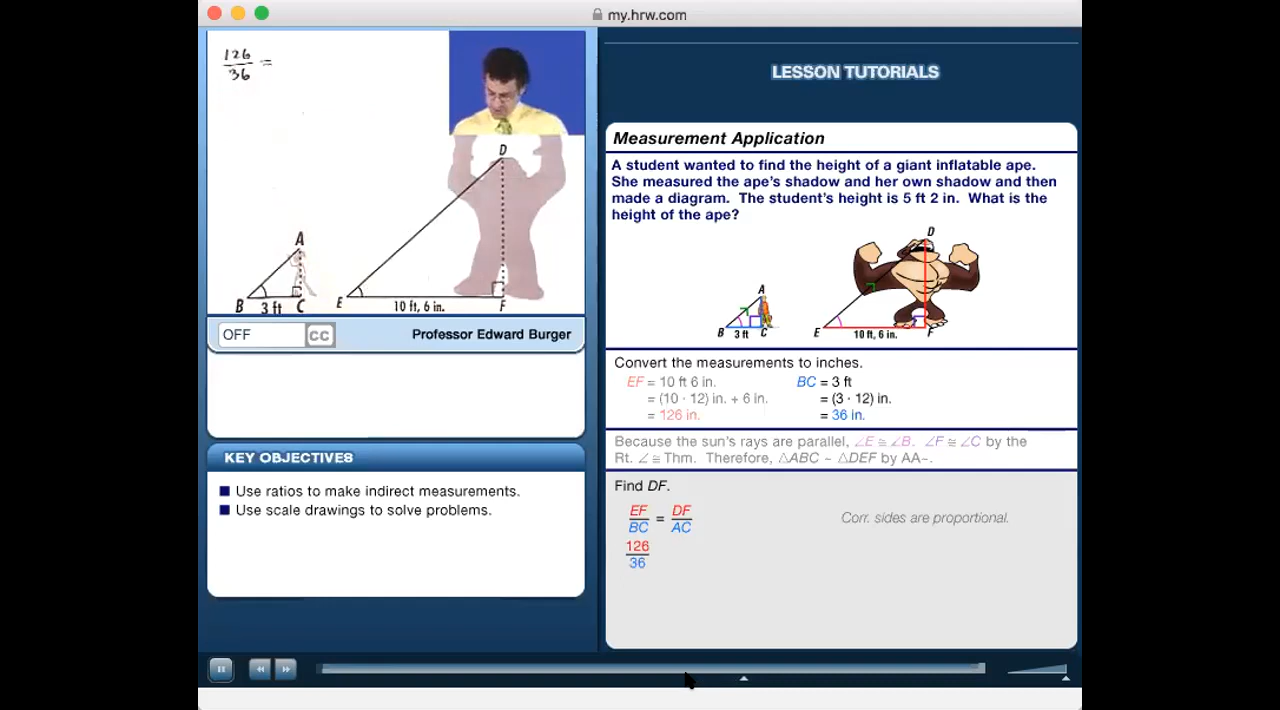 my.hrw.com
126
36 =
D
A
B 3 ft C
E 10 ft, 6 in. F
OFF CC Professor Edward Burger
KEY OBJECTIVES
Use ratios to make indirect measurements.
Use scale drawings to solve problems.
LESSON TUTORIALS
Measurement Application
A student wanted to find the height of a giant inflatable ape.
She measured the ape's shadow and her own shadow and then
made a diagram. The student's height is 5 ft 2 in. What is the
height of the ape?
D
A
B 3 ft C
E 10 ft, 6 in. F
Convert the measurements to inches.
EF = 10 ft 6 in. BC = 3 ft
= (10 · 12) in. + 6 in. = (3 · 12) in.
= 126 in. = 36 in.
Because the sun's rays are parallel, ∠E ≅ ∠B. ∠F ≅ ∠C by the
Rt. ∠ ≅ Thm. Therefore, △ABC ~ △DEF by AA~.
Find DF.
EF = DF
BC AC
Corr. sides are proportional.
126
36